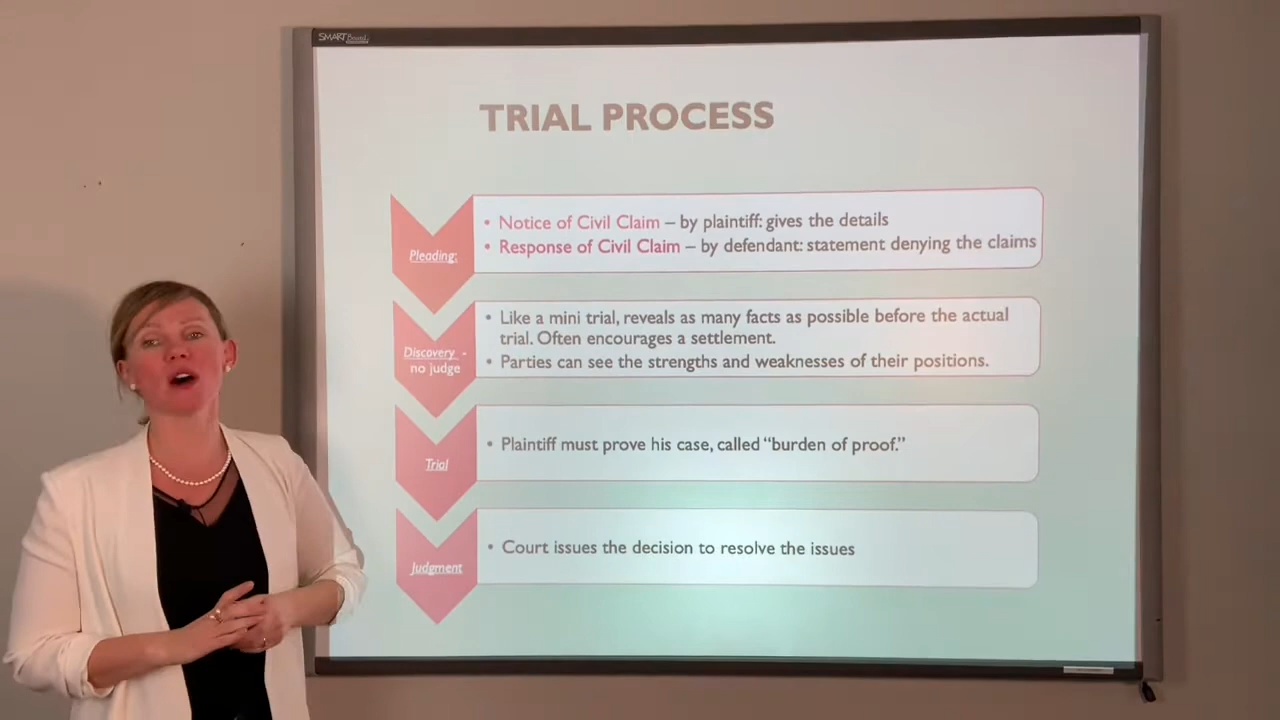 SMART Board
TRIAL PROCESS
Pleading:
• Notice of Civil Claim – by plaintiff: gives the details
• Response of Civil Claim – by defendant: statement denying the claims
Discovery -
no judge
• Like a mini trial, reveals as many facts as possible before the actual
trial. Often encourages a settlement.
• Parties can see the strengths and weaknesses of their positions.
Trial
• Plaintiff must prove his case, called “burden of proof.”
Judgment
• Court issues the decision to resolve the issues